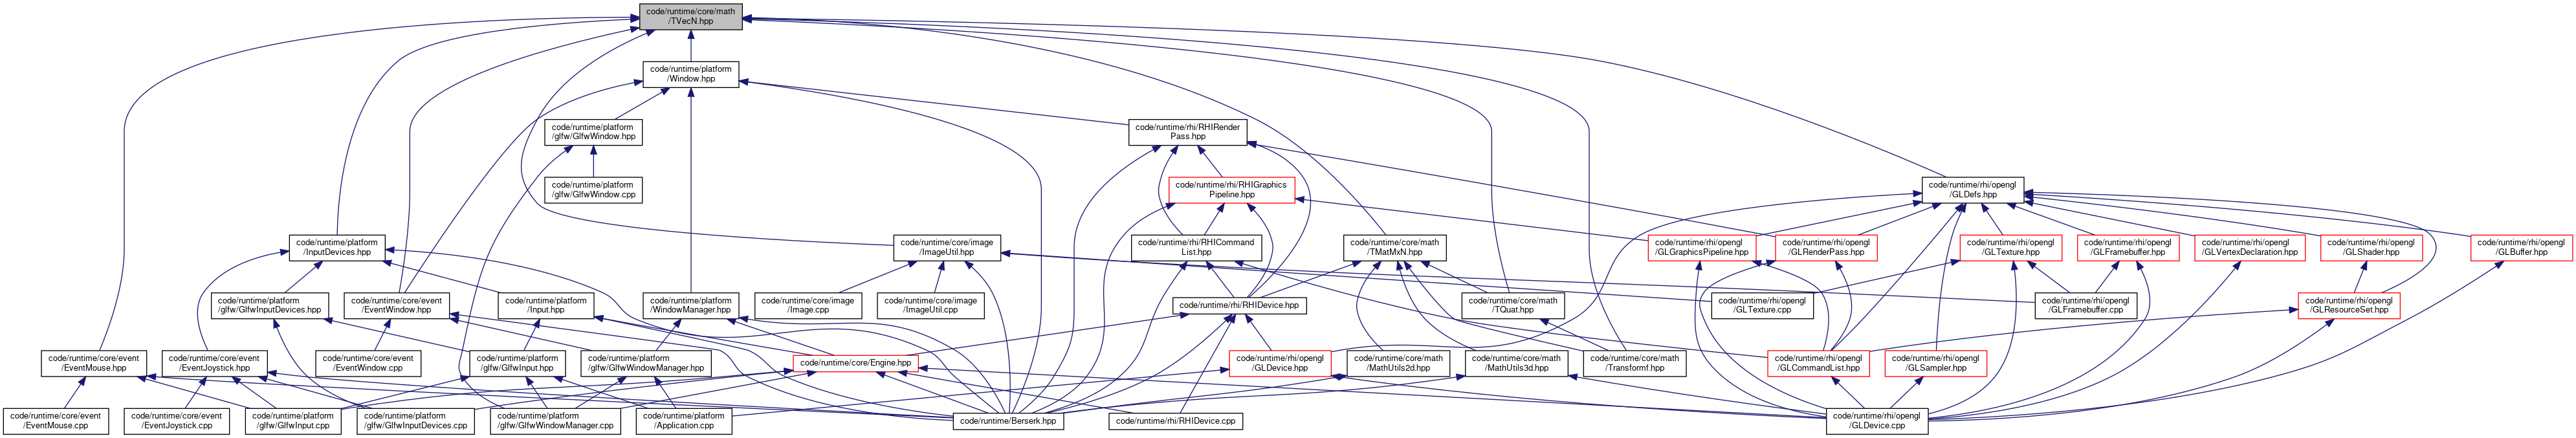 code/runtime/core/math
/TVecN.hpp
code/runtime/platform
/Window.hpp
code/runtime/platform
/glfw/GlfwWindow.hpp
code/runtime/rhi/RHIRender
Pass.hpp
code/runtime/platform
/glfw/GlfwWindow.cpp
code/runtime/rhi/RHIGraphics
Pipeline.hpp
code/runtime/rhi/opengl
/GLDefs.hpp
code/runtime/platform
/InputDevices.hpp
code/runtime/core/image
/ImageUtil.hpp
code/runtime/rhi/RHICommand
List.hpp
code/runtime/core/math
/TMatMxN.hpp
code/runtime/rhi/opengl
/GLGraphicsPipeline.hpp
code/runtime/rhi/opengl
/GLRenderPass.hpp
code/runtime/rhi/opengl
/GLTexture.hpp
code/runtime/rhi/opengl
/GLFramebuffer.hpp
code/runtime/rhi/opengl
/GLVertexDeclaration.hpp
code/runtime/rhi/opengl
/GLShader.hpp
code/runtime/rhi/opengl
/GLBuffer.hpp
code/runtime/platform
/glfw/GlfwInputDevices.hpp
code/runtime/core/event
/EventWindow.hpp
code/runtime/platform
/Input.hpp
code/runtime/platform
/WindowManager.hpp
code/runtime/core/image
/Image.cpp
code/runtime/core/image
/ImageUtil.cpp
code/runtime/rhi/RHIDevice.hpp
code/runtime/core/math
/TQuat.hpp
code/runtime/rhi/opengl
/GLTexture.cpp
code/runtime/rhi/opengl
/GLFramebuffer.cpp
code/runtime/rhi/opengl
/GLResourceSet.hpp
code/runtime/core/event
/EventMouse.hpp
code/runtime/core/event
/EventJoystick.hpp
code/runtime/core/event
/EventWindow.cpp
code/runtime/platform
/glfw/GlfwInput.hpp
code/runtime/platform
/glfw/GlfwWindowManager.hpp
code/runtime/core/Engine.hpp
code/runtime/rhi/opengl
/GLDevice.hpp
code/runtime/core/math
/MathUtils2d.hpp
code/runtime/core/math
/MathUtils3d.hpp
code/runtime/core/math
/Transformf.hpp
code/runtime/rhi/opengl
/GLCommandList.hpp
code/runtime/rhi/opengl
/GLSampler.hpp
code/runtime/core/event
/EventMouse.cpp
code/runtime/core/event
/EventJoystick.cpp
code/runtime/platform
/glfw/GlfwInput.cpp
code/runtime/platform
/glfw/GlfwInputDevices.cpp
code/runtime/platform
/glfw/GlfwWindowManager.cpp
code/runtime/platform
/Application.cpp
code/runtime/Berserk.hpp
code/runtime/rhi/RHIDevice.cpp
code/runtime/rhi/opengl
/GLDevice.cpp